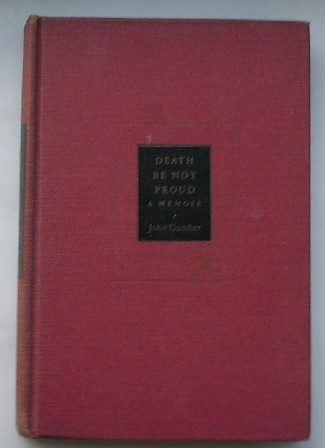 DEATH
BE NOT
PROUD
A MEMOIR
John Gunther